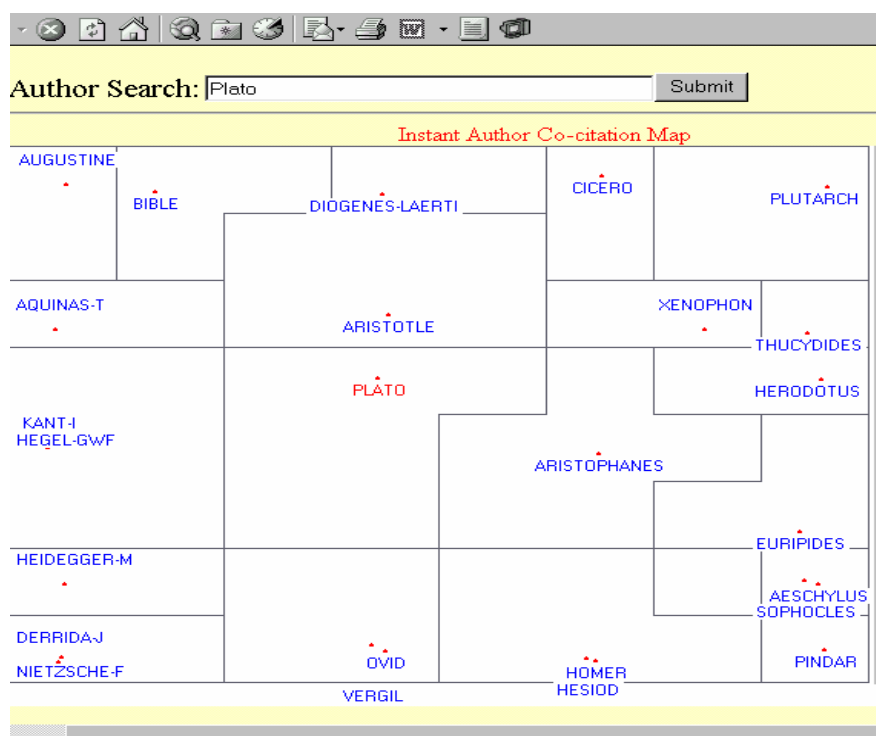 Author Search: Plato Submit
Instant Author Co-citation Map
AUGUSTINE
BIBLE
DIOGENES-LAERTI
CICERO
PLUTARCH
AQUINAS-T
ARISTOTLE
XENOPHON
THUCYDIDES
PLATO
HERODOTUS
KANT-I
HEGEL-GWF
ARISTOPHANES
EURIPIDES
HEIDEGGER-M
AESCHYLUS
SOPHOCLES
DERRIDA-J
NIETZSCHE-F
OVID
HOMER
PINDAR
VERGIL
HESIOD